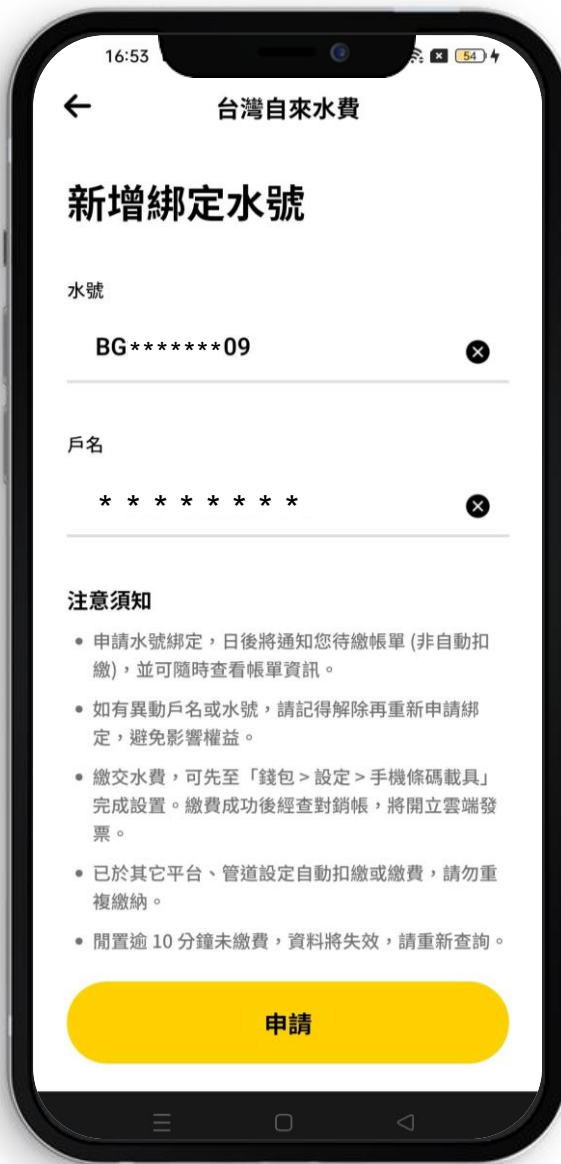 16:53
54
台灣自來水費
新增綁定水號
水號
BG*******09
戶名
* * * * * * * *
注意須知
• 申請水號綁定，日後將通知您待繳帳單 (非自動扣
繳)，並可隨時查看帳單資訊。
• 如有異動戶名或水號，請記得解除再重新申請綁
定，避免影響權益。
• 繳交水費，可先至「錢包 > 設定 > 手機條碼載具」
完成設置。繳費成功後經查對銷帳，將開立雲端發
票。
• 已於其它平台、管道設定自動扣繳或繳費，請勿重
複繳納。
• 閒置逾 10 分鐘未繳費，資料將失效，請重新查詢。
申請